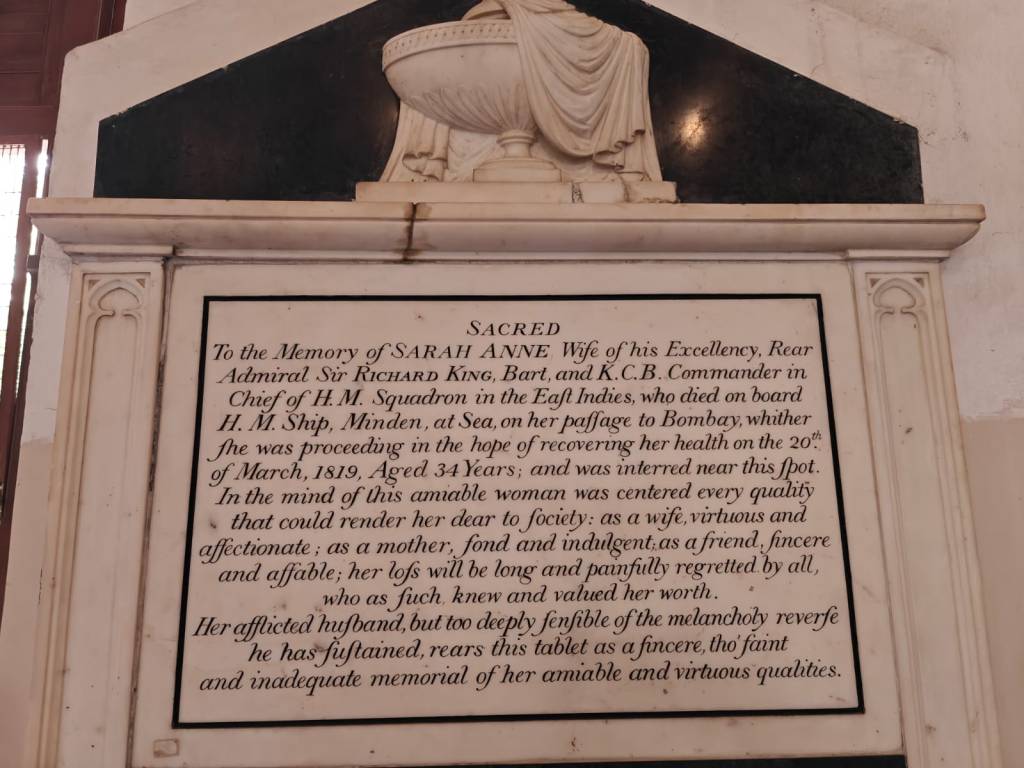 SACRED
To the Memory of SARAH ANNE Wife of his Excellency, Rear
Admiral Sir RICHARD KING, Bart, and K.C.B. Commander in
Chief of H.M. Squadron in the Eaſt Indies, who died on board
H.M. Ship, Minden, at Sea, on her paſſage to Bombay, whither
ſhe was proceeding in the hope of recovering her health on the 20.th
of March, 1819, Aged 34 Years; and was interred near this ſpot.
In the mind of this amiable woman was centered every quality
that could render her dear to ſociety: as a wife, virtuous and
affectionate; as a mother, fond and indulgent; as a friend, ſincere
and affable; her loſs will be long and painfully regretted by all,
who as ſuch knew and valued her worth.
Her afflicted huſband, but too deeply ſenſible of the melancholy reverſe
he has ſuſtained, rears this tablet as a ſincere, tho' faint
and inadequate memorial of her amiable and virtuous qualities.